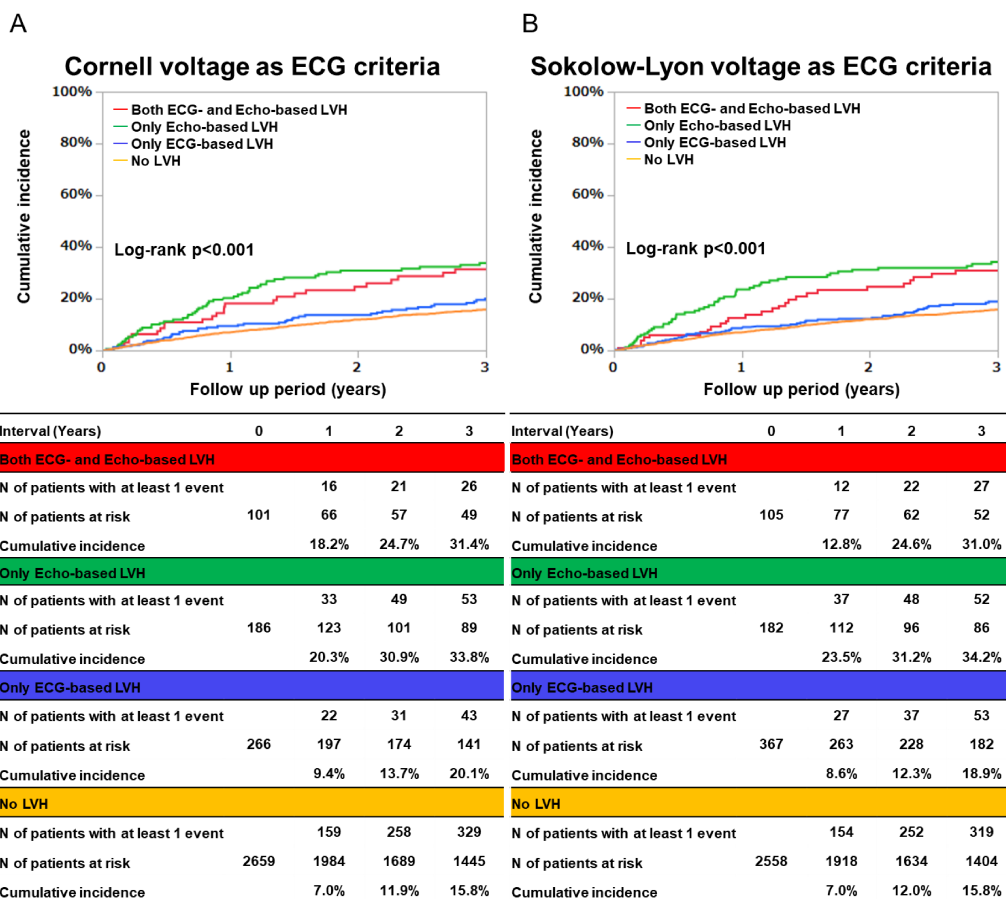 A
Cornell voltage as ECG criteria
100%
80%
60%
40%
20%
0%
Cumulative incidence
Both ECG- and Echo-based LVH
Only Echo-based LVH
Only ECG-based LVH
No LVH
Log-rank p<0.001
0 1 2 3
Follow up period (years)
Interval (Years) 0 1 2 3
Both ECG- and Echo-based LVH
N of patients with at least 1 event 16 21 26
N of patients at risk 101 66 57 49
Cumulative incidence 18.2% 24.7% 31.4%
Only Echo-based LVH
N of patients with at least 1 event 33 49 53
N of patients at risk 186 123 101 89
Cumulative incidence 20.3% 30.9% 33.8%
Only ECG-based LVH
N of patients with at least 1 event 22 31 43
N of patients at risk 266 197 174 141
Cumulative incidence 9.4% 13.7% 20.1%
No LVH
N of patients with at least 1 event 159 258 329
N of patients at risk 2659 1984 1689 1445
Cumulative incidence 7.0% 11.9% 15.8%
B
Sokolow-Lyon voltage as ECG criteria
100%
80%
60%
40%
20%
0%
Cumulative incidence
Both ECG- and Echo-based LVH
Only Echo-based LVH
Only ECG-based LVH
No LVH
Log-rank p<0.001
0 1 2 3
Follow up period (years)
Interval (Years) 0 1 2 3
Both ECG- and Echo-based LVH
N of patients with at least 1 event 12 22 27
N of patients at risk 105 77 62 52
Cumulative incidence 12.8% 24.6% 31.0%
Only Echo-based LVH
N of patients with at least 1 event 37 48 52
N of patients at risk 182 112 96 86
Cumulative incidence 23.5% 31.2% 34.2%
Only ECG-based LVH
N of patients with at least 1 event 27 37 53
N of patients at risk 367 263 228 182
Cumulative incidence 8.6% 12.3% 18.9%
No LVH
N of patients with at least 1 event 154 252 319
N of patients at risk 2558 1918 1634 1404
Cumulative incidence 7.0% 12.0% 15.8%